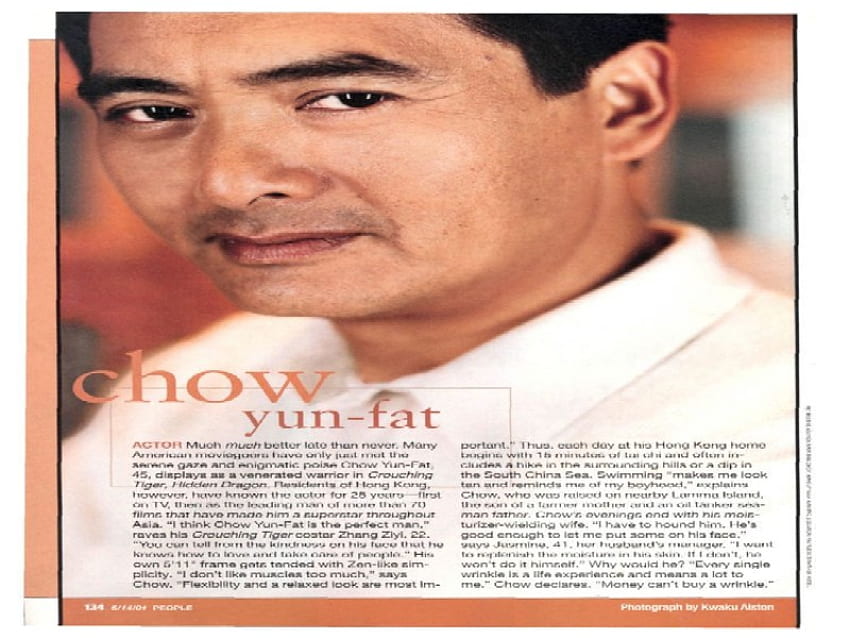 chow
yun-fat
ACTOR Much much better late than never. Many
American moviegoers have only just met the
serene gaze and enigmatic poise Chow Yun-Fat,
45, displays as a venerated warrior in Crouching
Tiger, Hidden Dragon. Residents of Hong Kong,
however, have known the actor for 28 years—first
on TV, then as the leading man of more than 70
films that have made him a superstar throughout
Asia. "I think Chow Yun-Fat is the perfect man,"
raves his Crouching Tiger costar Zhang Ziyi, 22.
"You can tell from the kindness on his face that he
knows how to love and take care of people." His
own 5'11" frame gets tended with Zen-like sim-
plicity. "I don't like muscles too much," says
Chow. "Flexibility and a relaxed look are most im-
portant." Thus, each day at his Hong Kong home
begins with 15 minutes of tai chi and often in-
cludes a hike in the surrounding hills or a dip in
the South China Sea. Swimming "makes me look
tan and reminds me of my boyhood," explains
Chow, who was raised on nearby Lamma Island,
the son of a farmer mother and an oil tanker sea-
man father. Chow's evenings end with his mois-
turizer-wielding wife. "I have to hound him. He's
good enough to let me put some on his face,"
says Jasmine, 41, her husband's manager. "I want
to replenish the moisture in his skin. If I don't, he
won't do it himself." Why would he? "Every single
wrinkle is a life experience and means a lot to
me," Chow declares. "Money can't buy a wrinkle."
134 5/14/01 PEOPLE
Photograph by Kwaku Alston